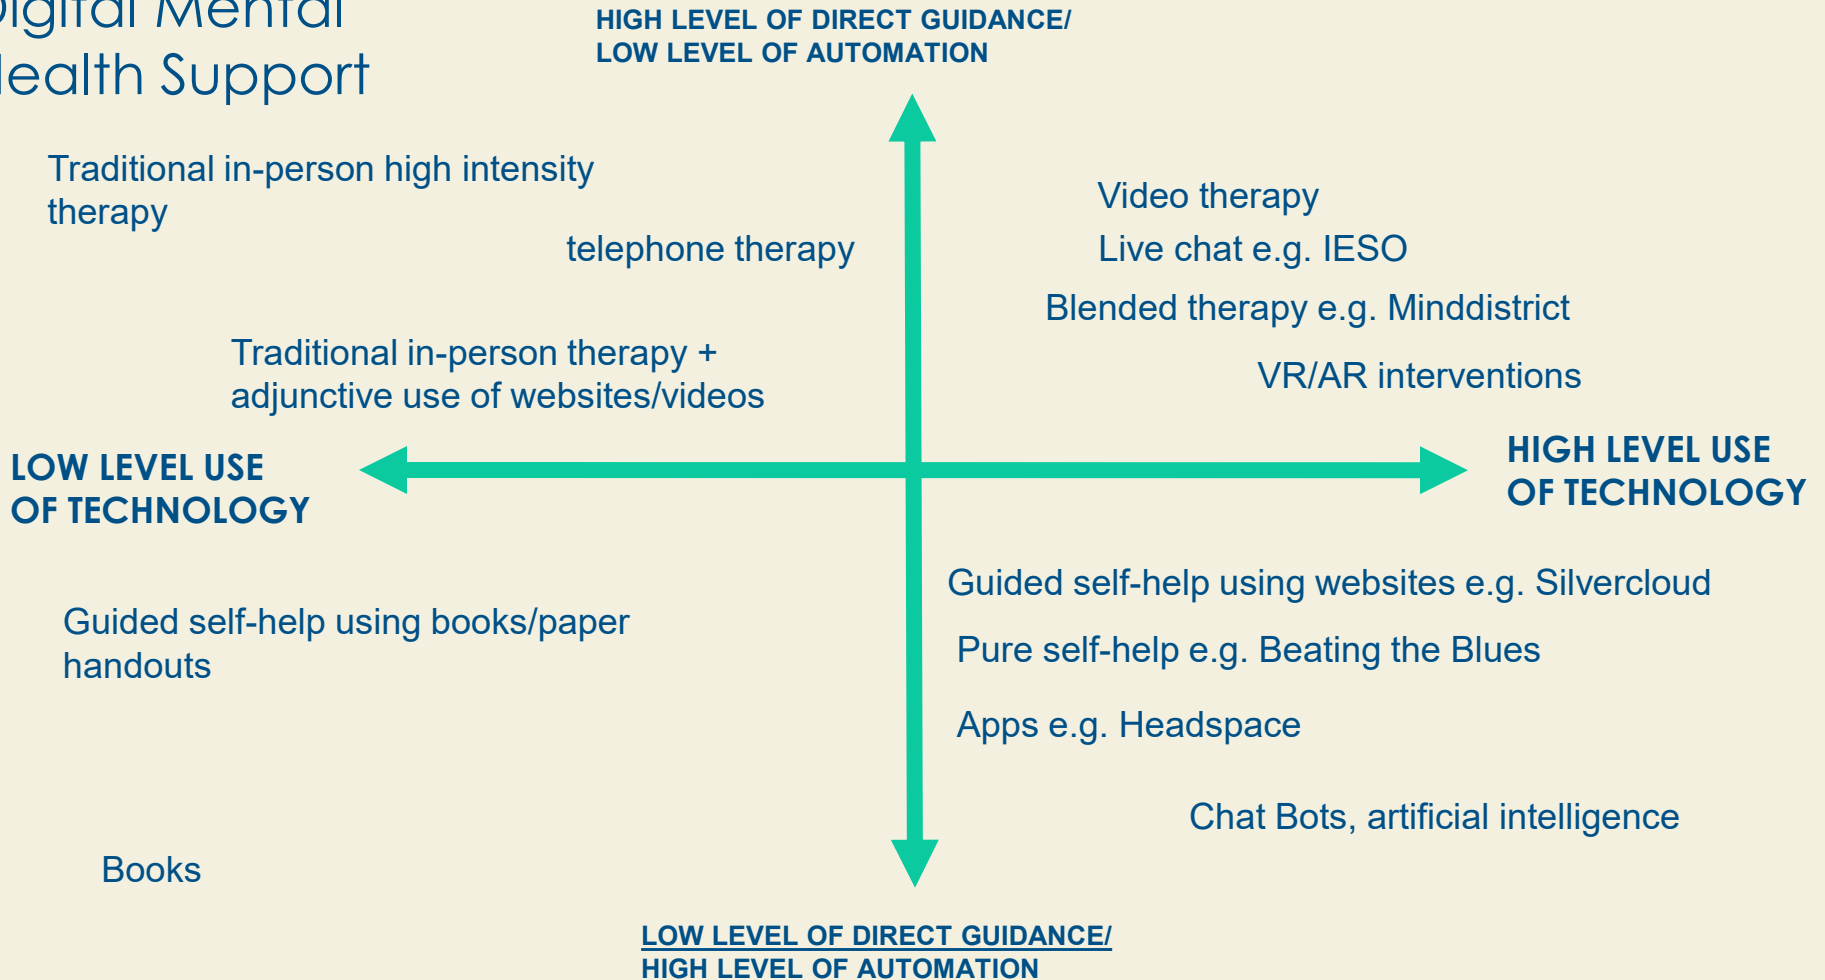 Digital Mental
Health Support
HIGH LEVEL OF DIRECT GUIDANCE/
LOW LEVEL OF AUTOMATION
Traditional in-person high intensity
therapy
telephone therapy
Video therapy
Live chat e.g. IESO
Blended therapy e.g. Minddistrict
Traditional in-person therapy +
adjunctive use of websites/videos
VR/AR interventions
LOW LEVEL USE
OF TECHNOLOGY
HIGH LEVEL USE
OF TECHNOLOGY
Guided self-help using books/paper
handouts
Guided self-help using websites e.g. Silvercloud
Pure self-help e.g. Beating the Blues
Apps e.g. Headspace
Chat Bots, artificial intelligence
Books
LOW LEVEL OF DIRECT GUIDANCE/
HIGH LEVEL OF AUTOMATION